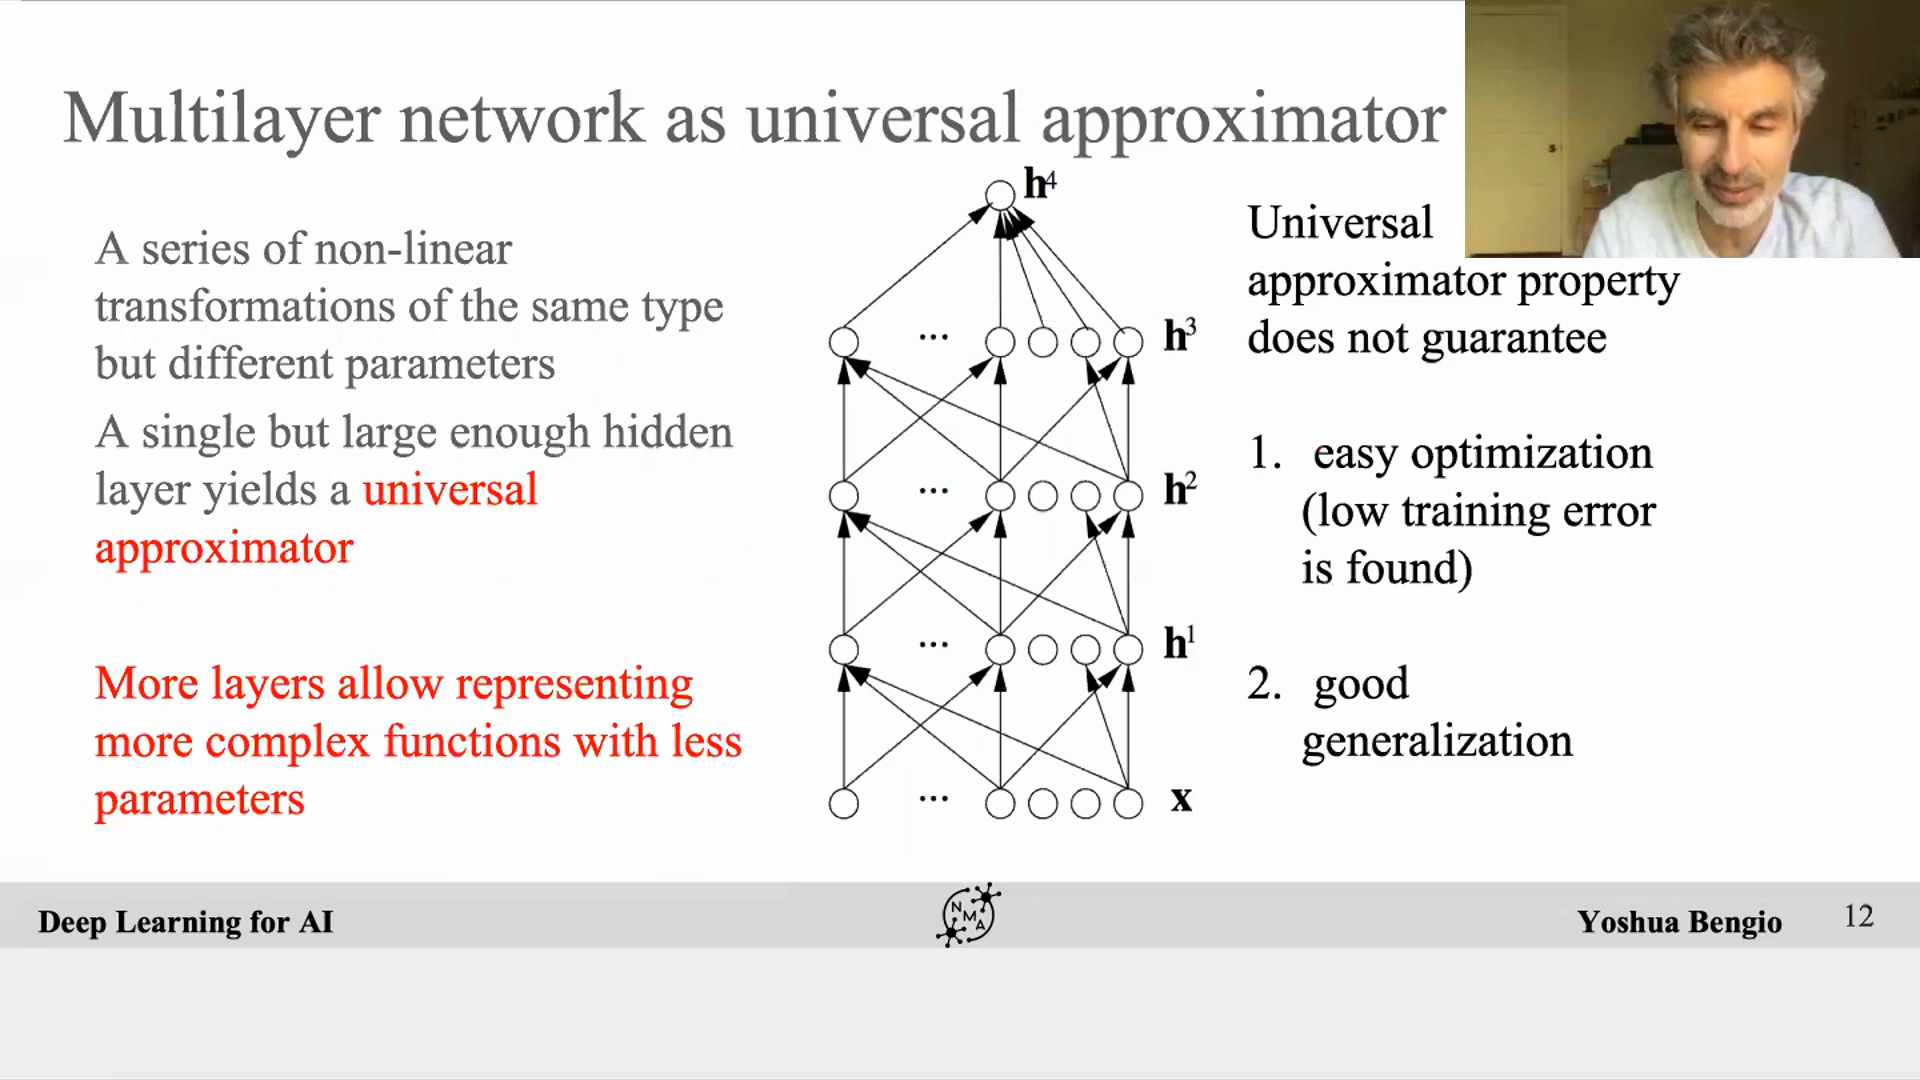 Multilayer network as universal approximator
A series of non-linear
transformations of the same type
but different parameters
A single but large enough hidden
layer yields a universal
approximator
More layers allow representing
more complex functions with less
parameters
h4
... h3
... h2
... h1
... x
Universal
approximator property
does not guarantee
1. easy optimization
(low training error
is found)
2. good
generalization
Deep Learning for AI
N
M
A
Yoshua Bengio
12